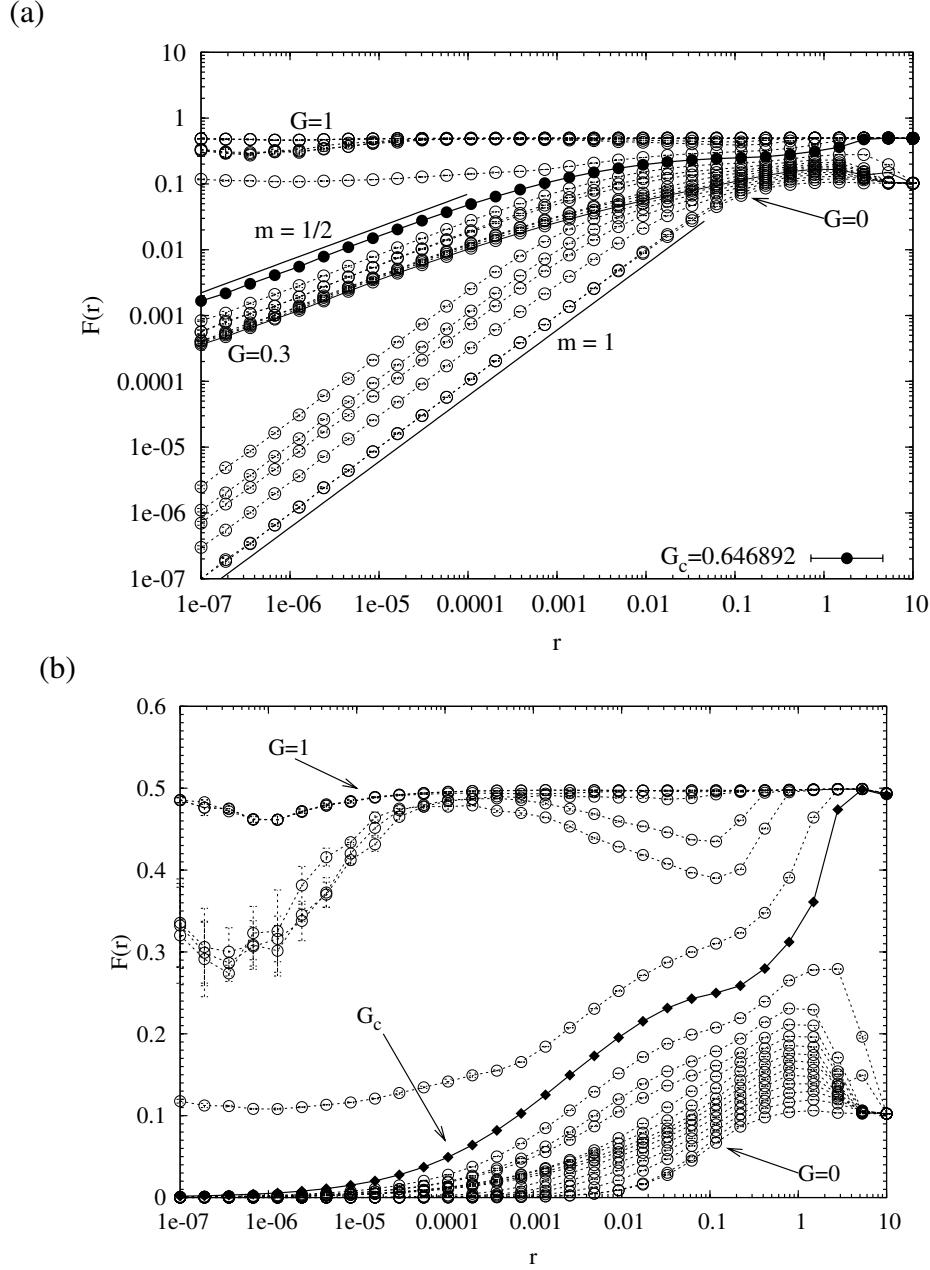 (a)
10
1
0.1
0.01
0.001
0.0001
1e-05
1e-06
1e-07
F(r)
G=1
m = 1/2
G=0
G=0.3
m = 1
G_c=0.646892
1e-07 1e-06 1e-05 0.0001 0.001 0.01 0.1 1 10
r
(b)
0.6
0.5
0.4
0.3
0.2
0.1
0
F(r)
G=1
G_c
G=0
1e-07 1e-06 1e-05 0.0001 0.001 0.01 0.1 1 10
r